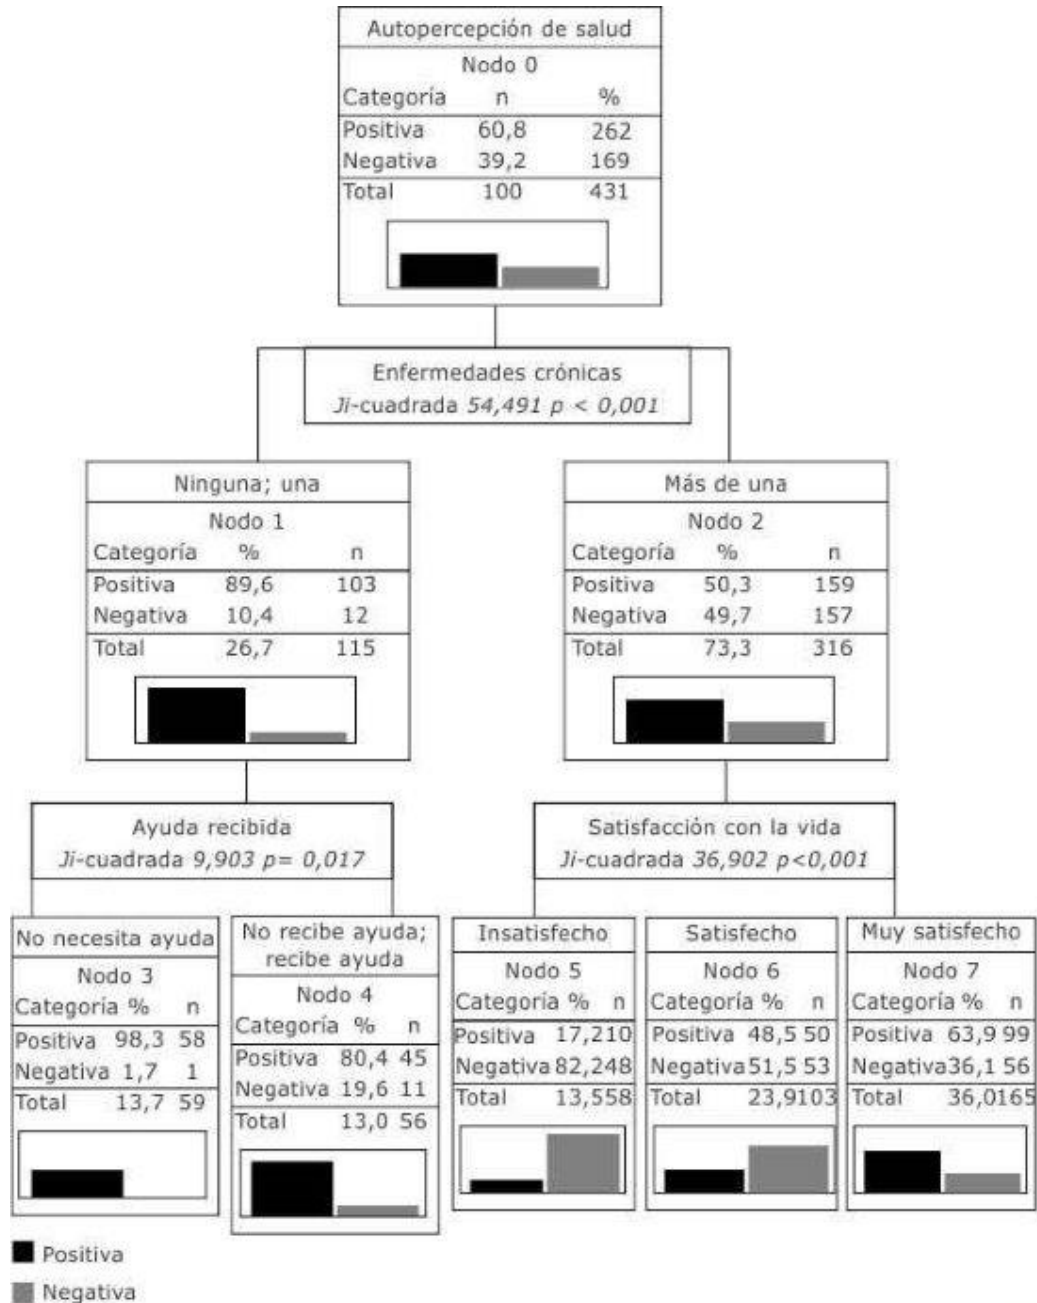 Autopercepción de salud
Nodo 0
Categoría n %
Positiva 60,8 262
Negativa 39,2 169
Total 100 431
Enfermedades crónicas
Ji-cuadrada 54,491 p < 0,001
Ninguna; una
Nodo 1
Categoría % n
Positiva 89,6 103
Negativa 10,4 12
Total 26,7 115
Más de una
Nodo 2
Categoría % n
Positiva 50,3 159
Negativa 49,7 157
Total 73,3 316
Ayuda recibida
Ji-cuadrada 9,903 p= 0,017
Satisfacción con la vida
Ji-cuadrada 36,902 p<0,001
No necesita ayuda
Nodo 3
Categoría % n
Positiva 98,3 58
Negativa 1,7 1
Total 13,7 59
No recibe ayuda;
recibe ayuda
Nodo 4
Categoría % n
Positiva 80,4 45
Negativa 19,6 11
Total 13,0 56
Insatisfecho
Nodo 5
Categoría % n
Positiva 17,210
Negativa 82,248
Total 13,558
Satisfecho
Nodo 6
Categoría % n
Positiva 48,5 50
Negativa 51,5 53
Total 23,9103
Muy satisfecho
Nodo 7
Categoría % n
Positiva 63,9 99
Negativa 36,1 56
Total 36,0165
Positiva
Negativa